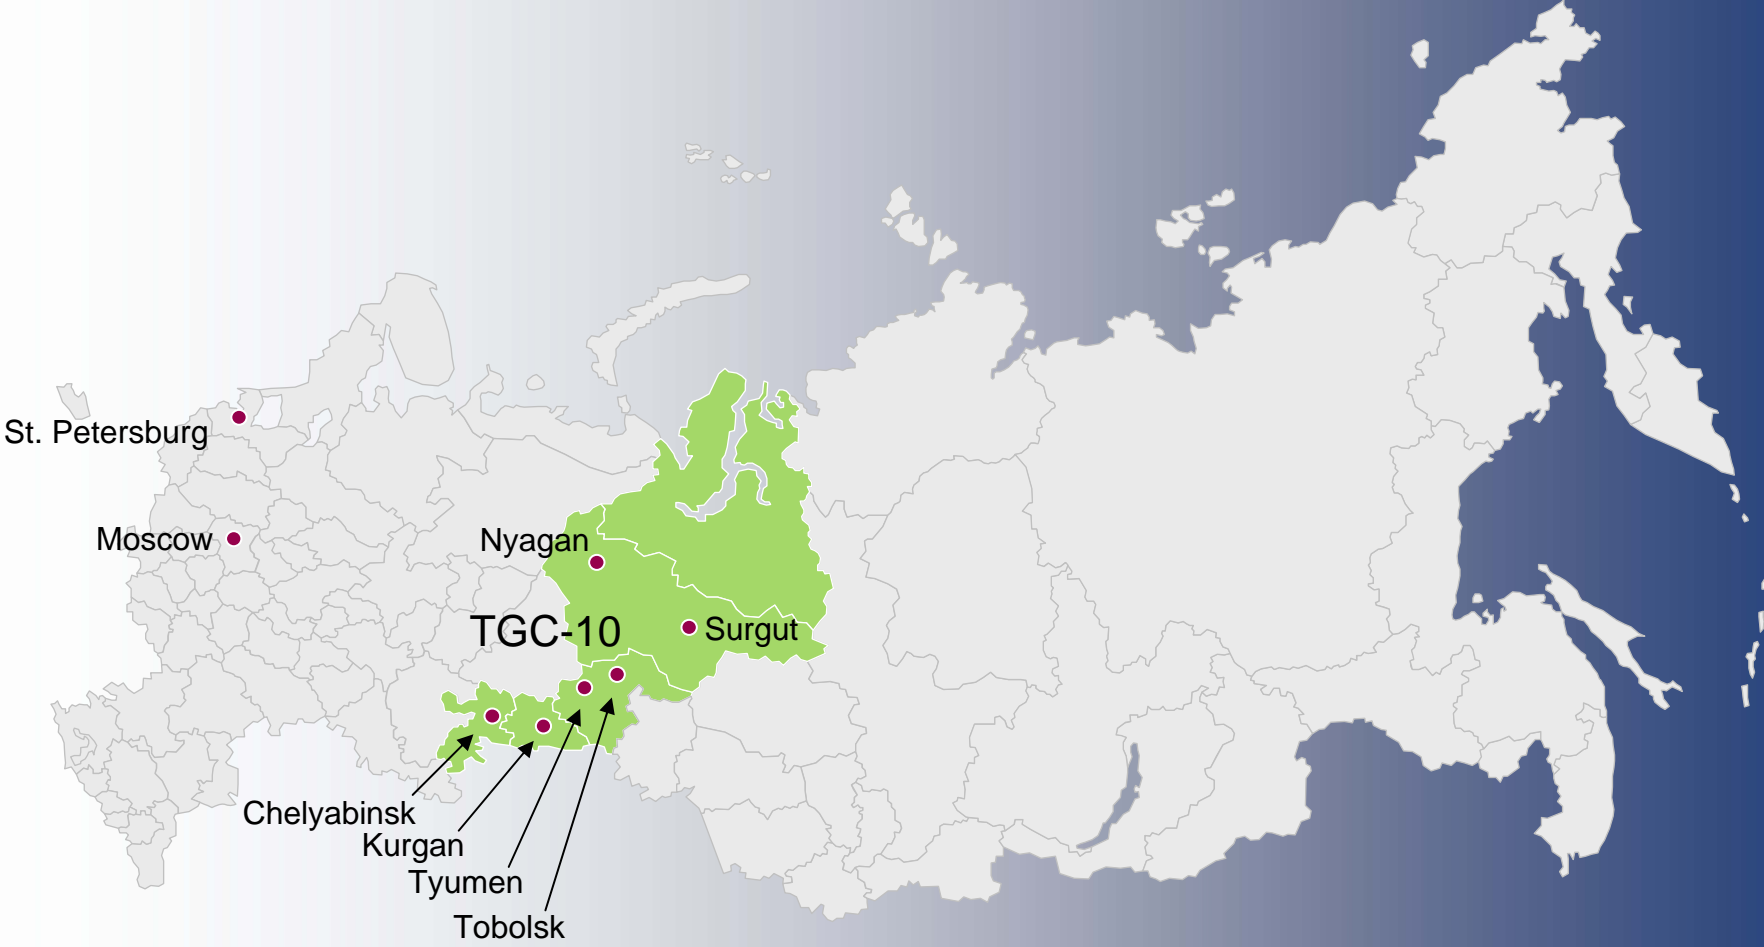 St. Petersburg
Moscow
Nyagan
TGC-10
Surgut
Chelyabinsk
Kurgan
Tyumen
Tobolsk